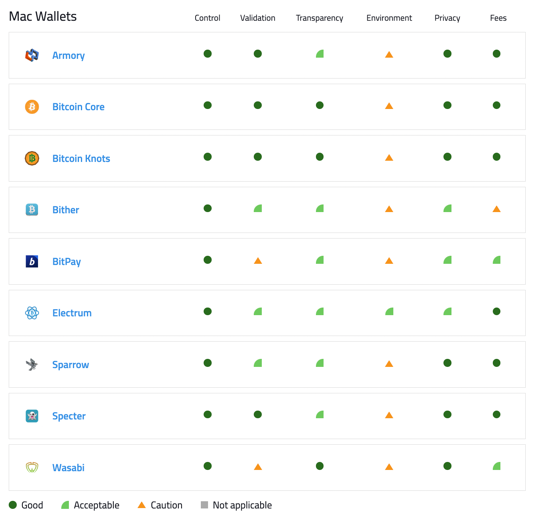 Mac Wallets Control Validation Transparency Environment Privacy Fees
Armory
Bitcoin Core
Bitcoin Knots
Bither
BitPay
Electrum
Sparrow
Specter
Wasabi
Good Acceptable Caution Not applicable